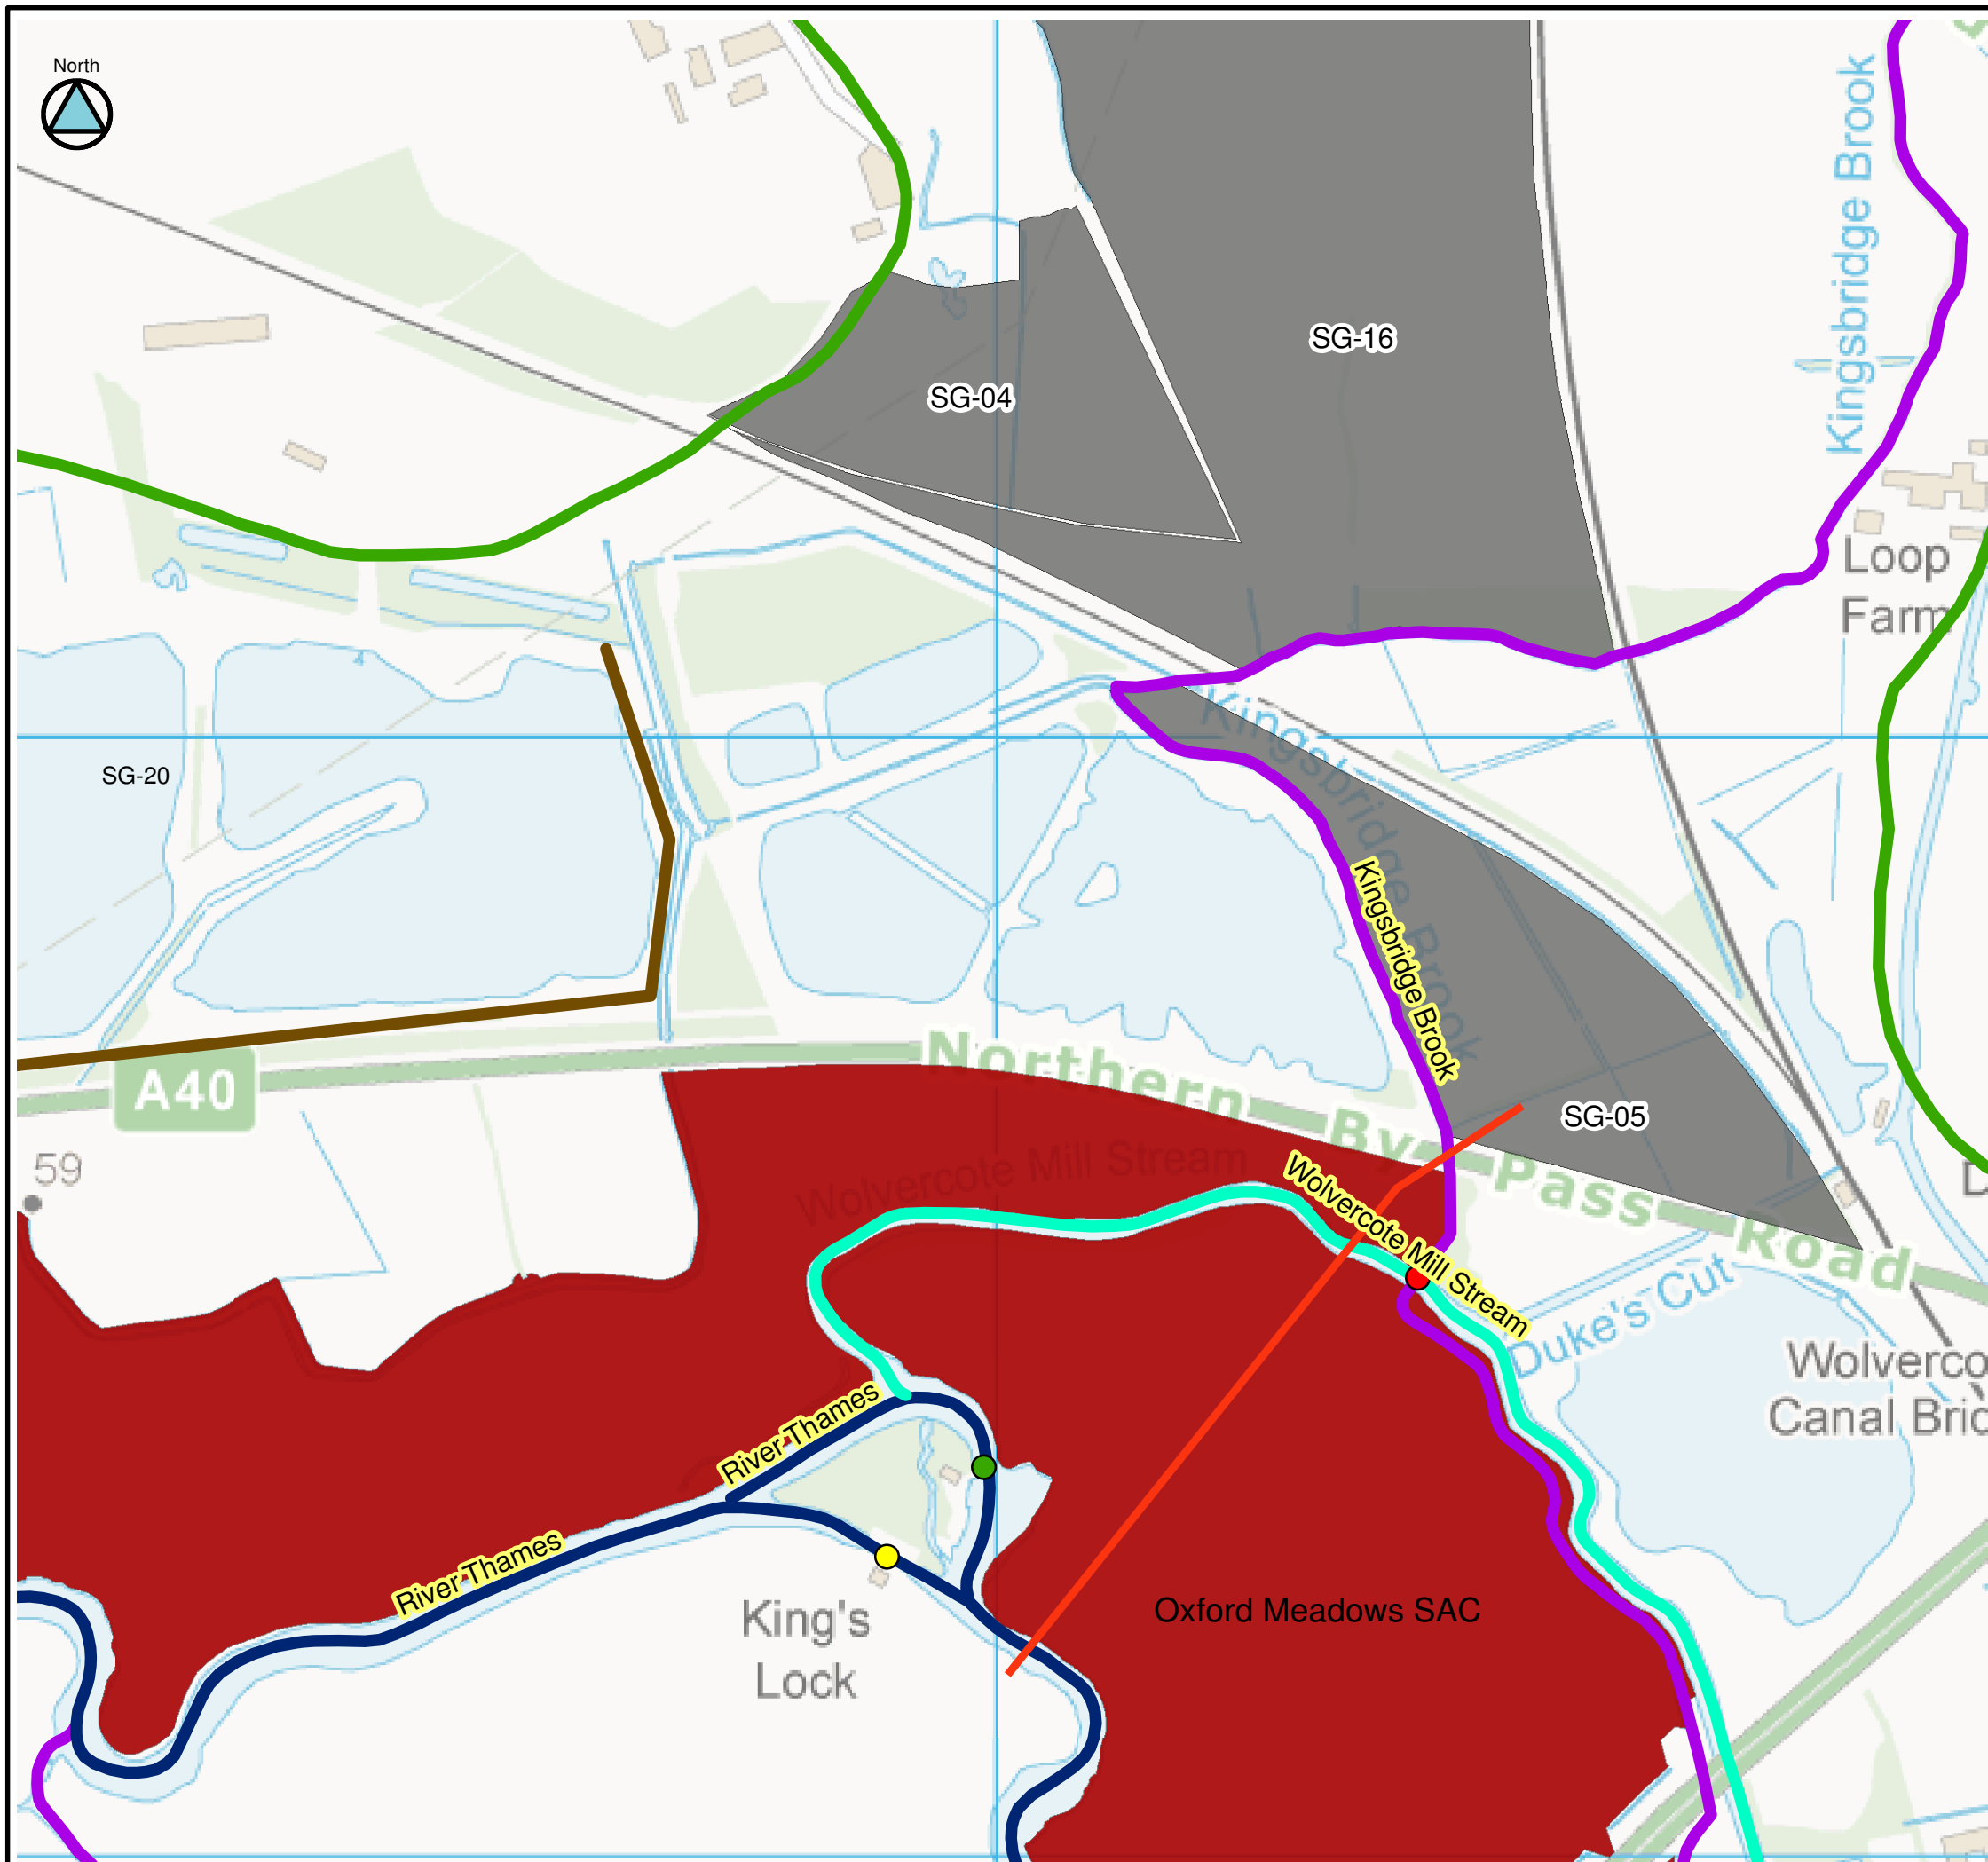 North
Kingsbridge Brook
SG-16
SG-04
Loop
Farm
Kingsbridge Brook
SG-20
Kingsbridge Brook
Northern By-Pass Road
A40
SG-05
59
Wolvercote Mill Stream
Wolvercote Mill Stream
D
Duke's Cut
Wolverco
Canal Bric
River Thames
River Thames
King's
Lock
Oxford Meadows SAC